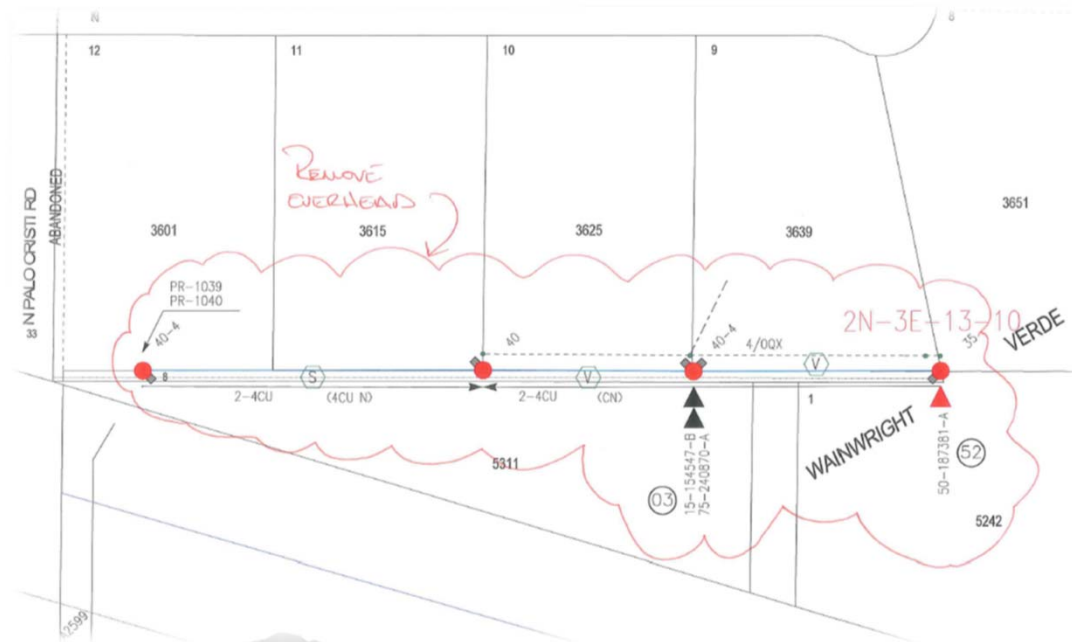 N
8
12
11
10
9
REMOVE
OVERHEAD
N PALO CRISTI RD
ABANDONED
3601
3615
3625
3639
3651
PR-1039
PR-1040
40-4
40
40-4
35
2N-3E-13-10
VERDE
4/0QX
8
S
V
V
2-4CU (4CU N)
2-4CU (CN)
1
WAINWRIGHT
5311
03
15-154547-B
75-240870-A
50-187381-A
52
5242
12599